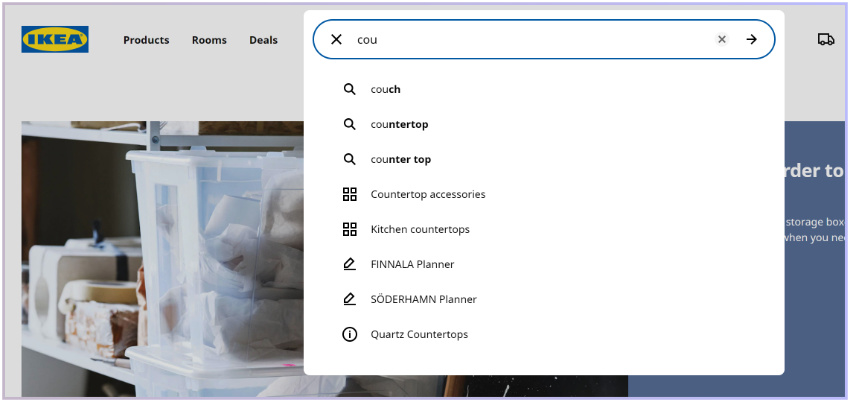 IKEA
Products Rooms Deals
cou
couch
countertop
counter top
Countertop accessories
Kitchen countertops
FINNALA Planner
SÖDERHAMN Planner
Quartz Countertops
rder to
storage box
when you nee